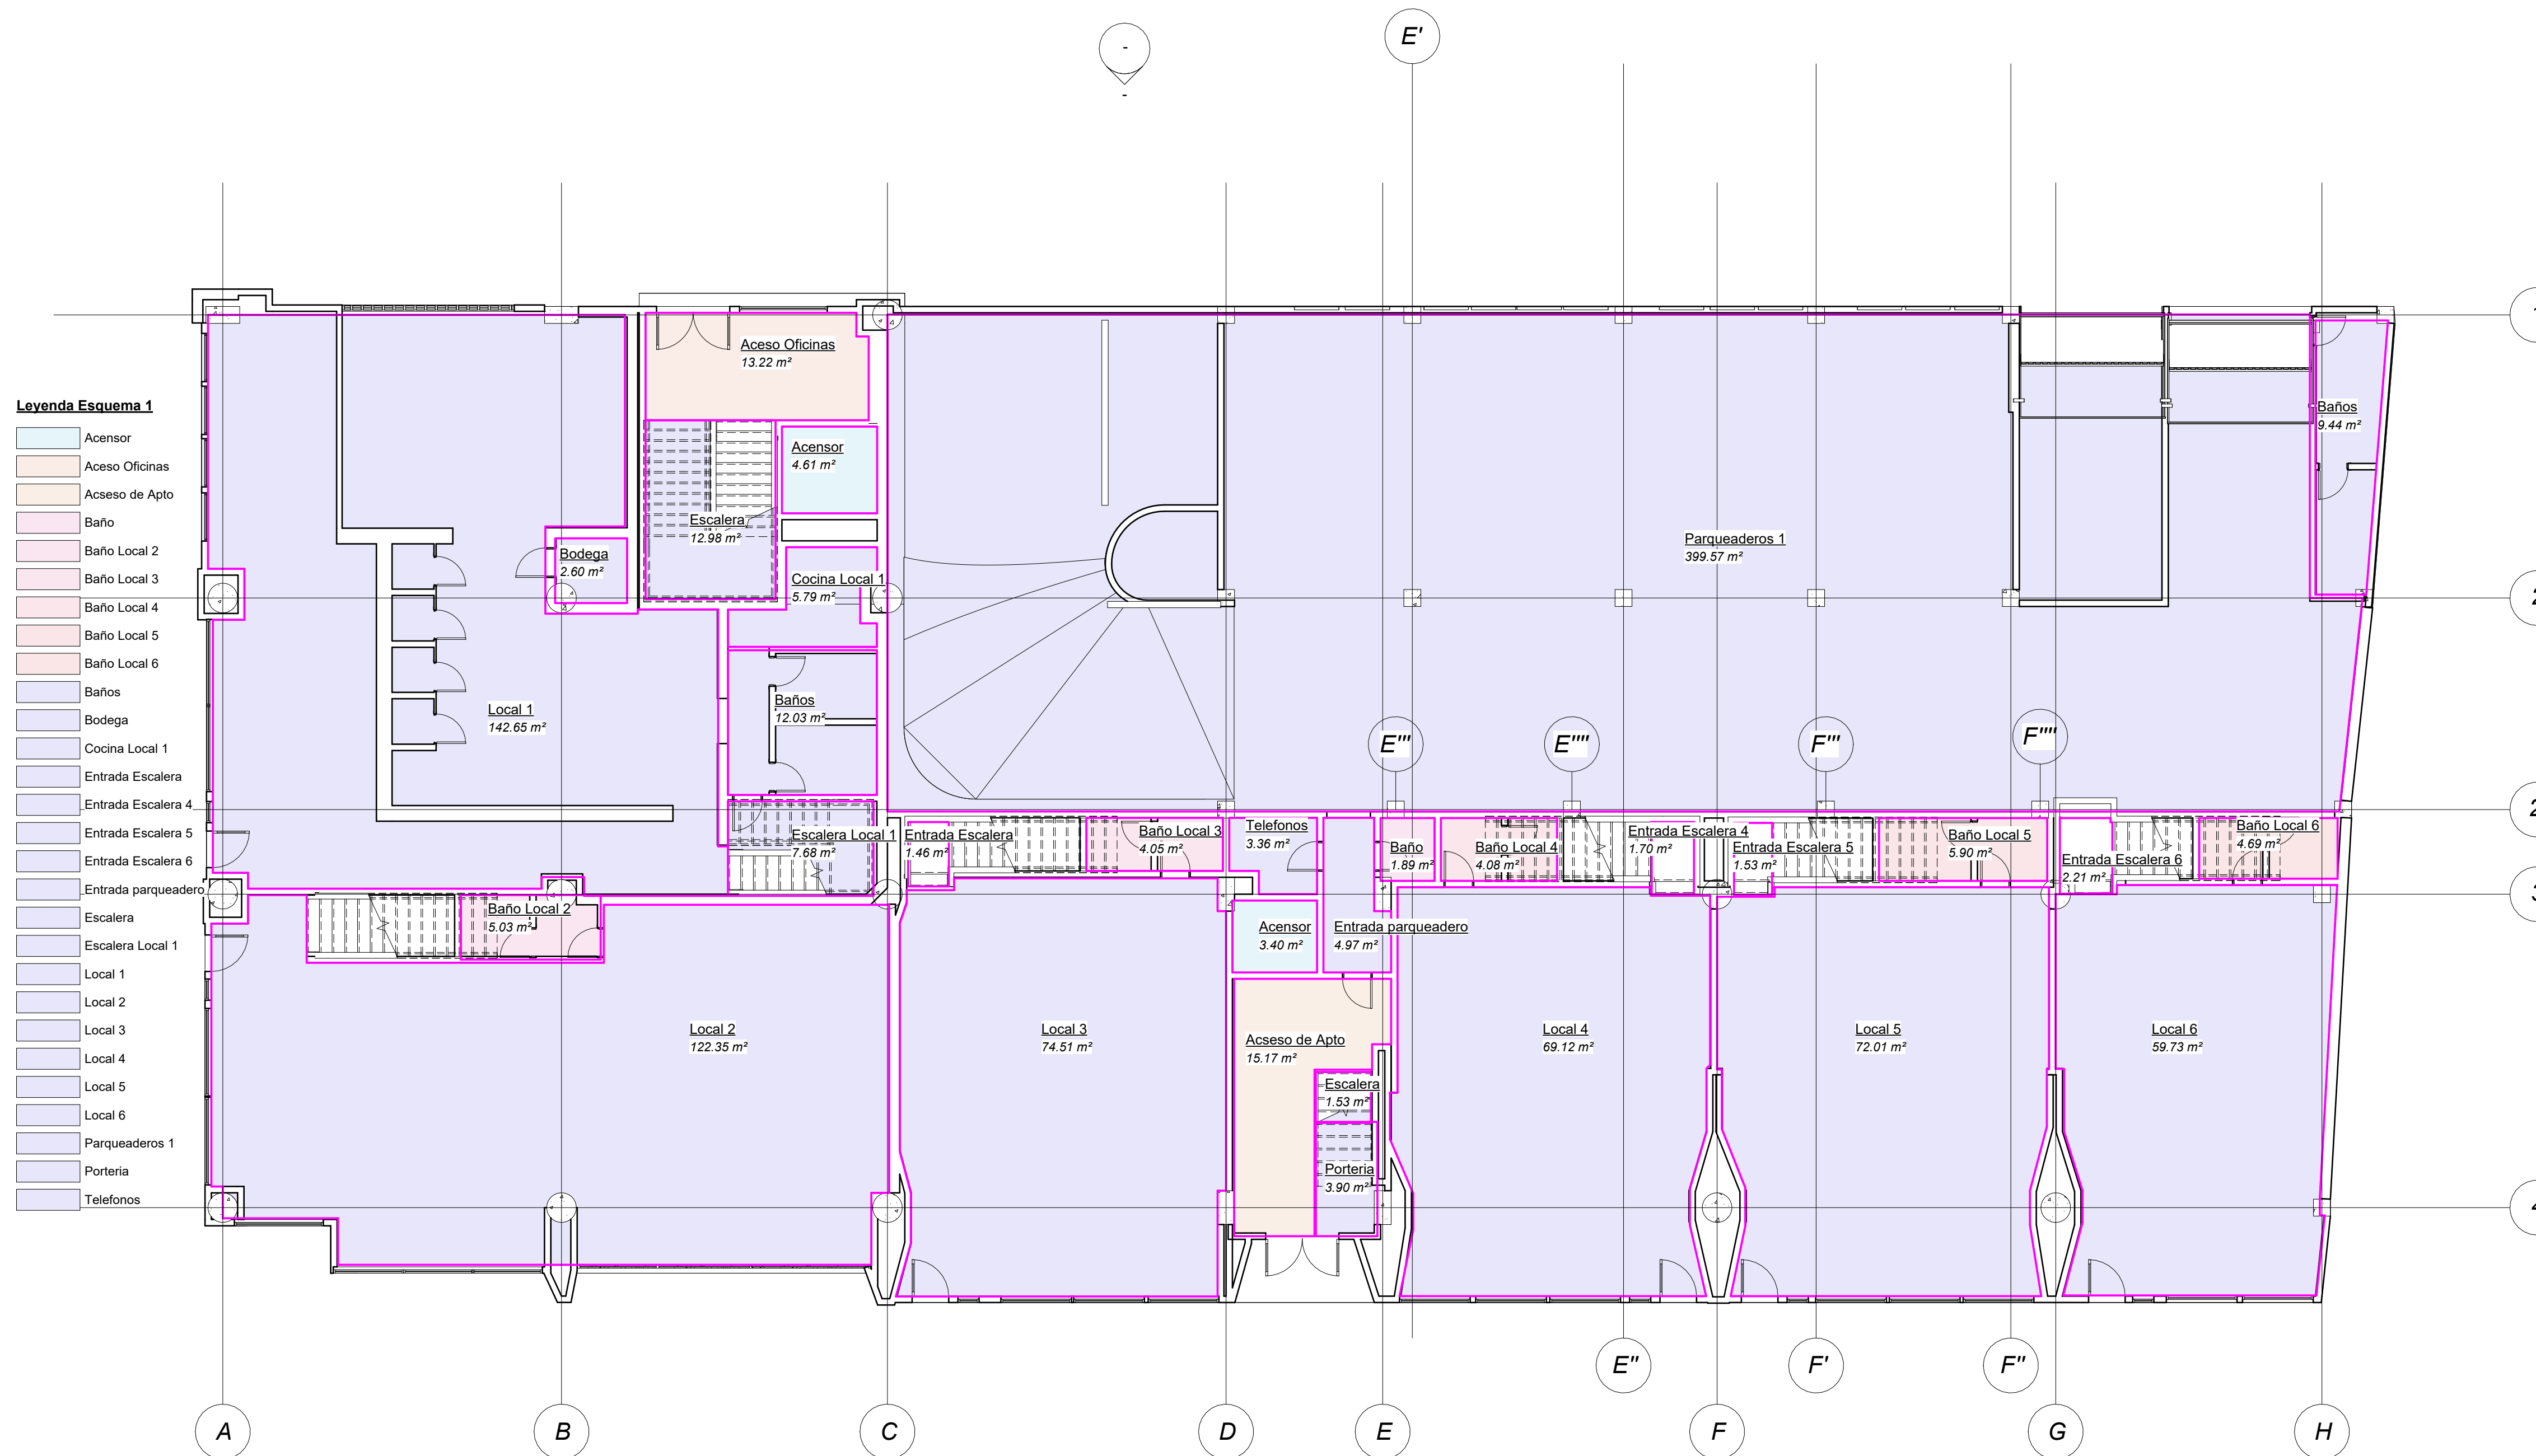 -
-
E'
Leyenda Esquema 1
Acensor
Aceso Oficinas
Acseso de Apto
Baño
Baño Local 2
Baño Local 3
Baño Local 4
Baño Local 5
Baño Local 6
Baños
Bodega
Cocina Local 1
Entrada Escalera
Entrada Escalera 4
Entrada Escalera 5
Entrada Escalera 6
Entrada parqueadero
Escalera
Escalera Local 1
Local 1
Local 2
Local 3
Local 4
Local 5
Local 6
Parqueaderos 1
Porteria
Telefonos
Aceso Oficinas
13.22 m²
Acensor
4.61 m²
Escalera
12.98 m²
Bodega
2.60 m²
Cocina Local 1
5.79 m²
Baños
12.03 m²
Local 1
142.65 m²
Escalera Local 1
7.68 m²
Parqueaderos 1
399.57 m²
Baños
9.44 m²
E'''
E''''
F'''
F''''
Entrada Escalera
1.46 m²
Baño Local 3
4.05 m²
Telefonos
3.36 m²
Baño
1.89 m²
Baño Local 4
4.08 m²
Entrada Escalera 4
1.70 m²
Entrada Escalera 5
1.53 m²
Baño Local 5
5.90 m²
Entrada Escalera 6
2.21 m²
Baño Local 6
4.69 m²
Baño Local 2
5.03 m²
Acensor
3.40 m²
Entrada parqueadero
4.97 m²
Local 2
122.35 m²
Local 3
74.51 m²
Acseso de Apto
15.17 m²
Escalera
1.53 m²
Porteria
3.90 m²
Local 4
69.12 m²
Local 5
72.01 m²
Local 6
59.73 m²
E''
F'
F''
A
B
C
D
E
F
G
H